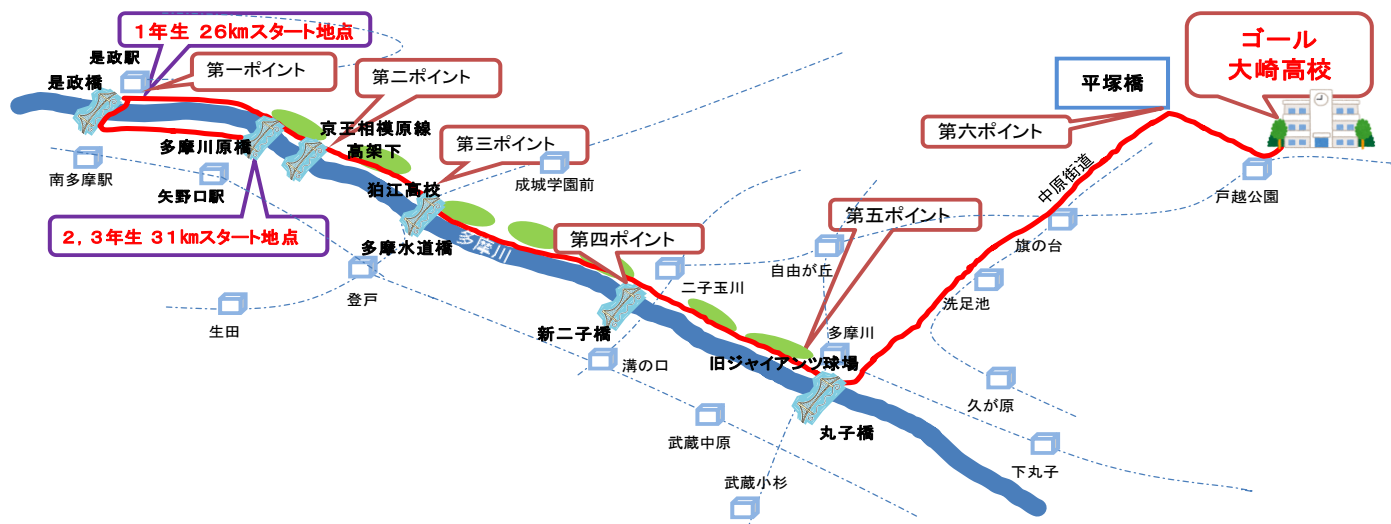 １年生 ２６kmスタート地点
是政駅
第一ポイント
是政橋
第二ポイント
ゴール
大崎高校
平塚橋
第六ポイント
京王相模原線
高架下
多摩川原橋
第三ポイント
南多摩駅
矢野口駅
狛江高校
成城学園前
中原街道
戸越公園
２，３年生 ３１kmスタート地点
多摩水道橋
多摩川
第四ポイント
第五ポイント
旗の台
自由が丘
二子玉川
登戸
生田
洗足池
新二子橋
溝の口
多摩川
旧ジャイアンツ球場
久が原
丸子橋
武蔵中原
下丸子
武蔵小杉